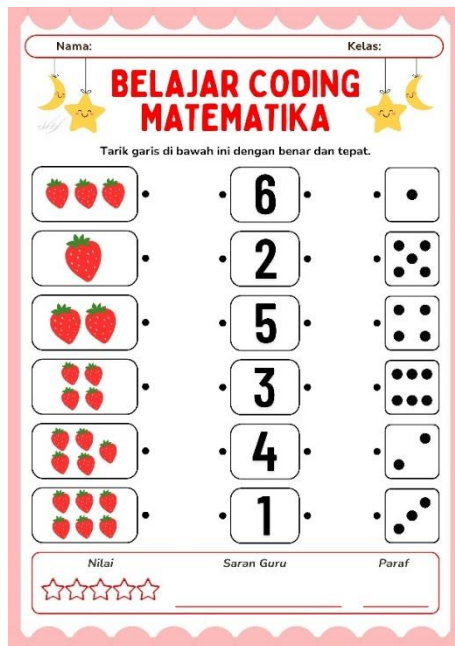 Nama: Kelas:
BELAJAR CODING
MATEMATIKA
Tarik garis di bawah ini dengan benar dan tepat.
6
2
5
3
4
1
Nilai Saran Guru Paraf